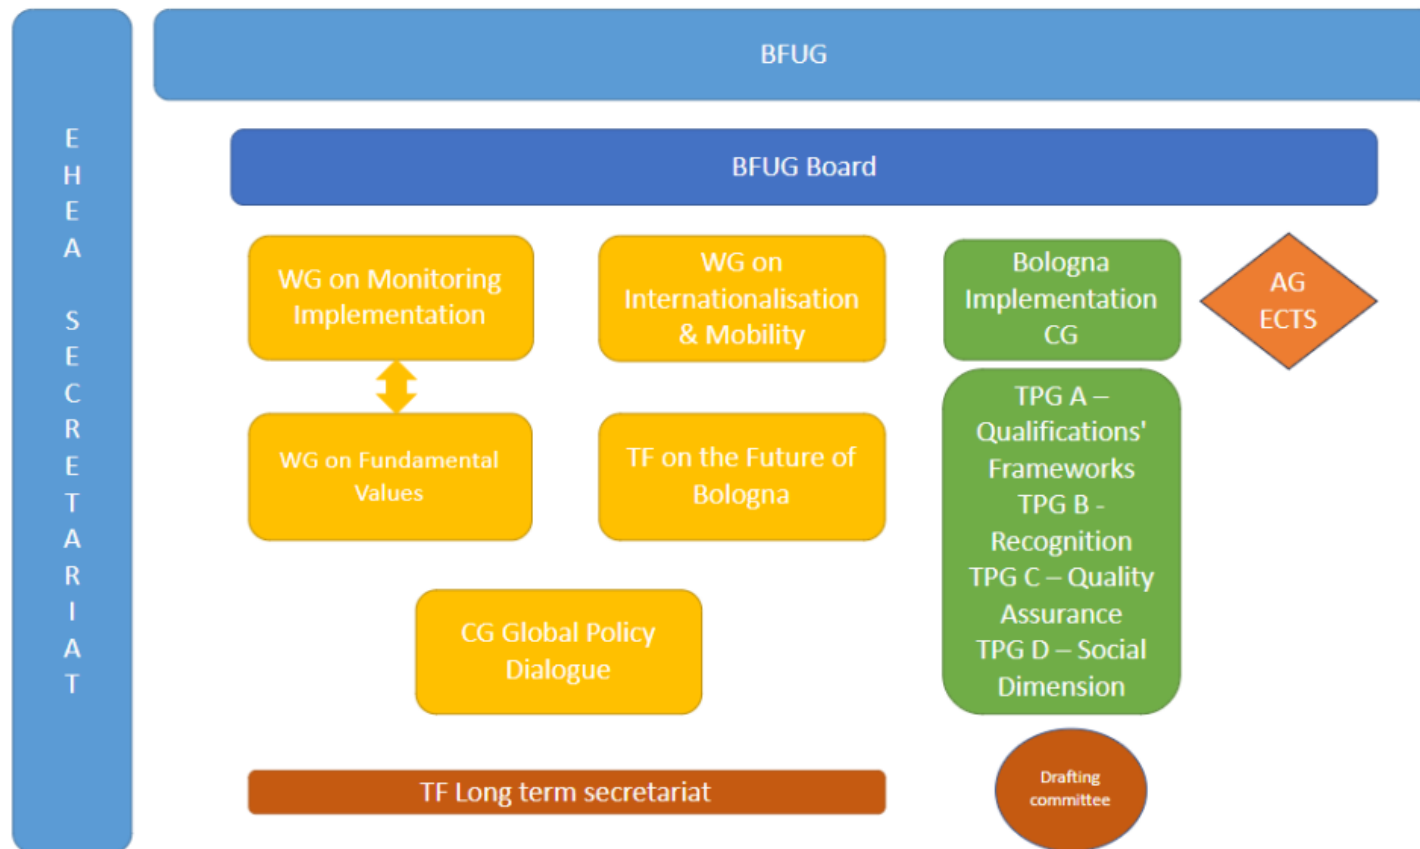 EHEA SECRETARIAT
BFUG
BFUG Board
WG on Monitoring
Implementation
WG on
Internationalisation
& Mobility
Bologna
Implementation
CG
AG
ECTS
WG on Fundamental
Values
TF on the Future of
Bologna
TPG A –
Qualifications'
Frameworks
TPG B -
Recognition
TPG C – Quality
Assurance
TPG D – Social
Dimension
CG Global Policy
Dialogue
TF Long term secretariat
Drafting
committee